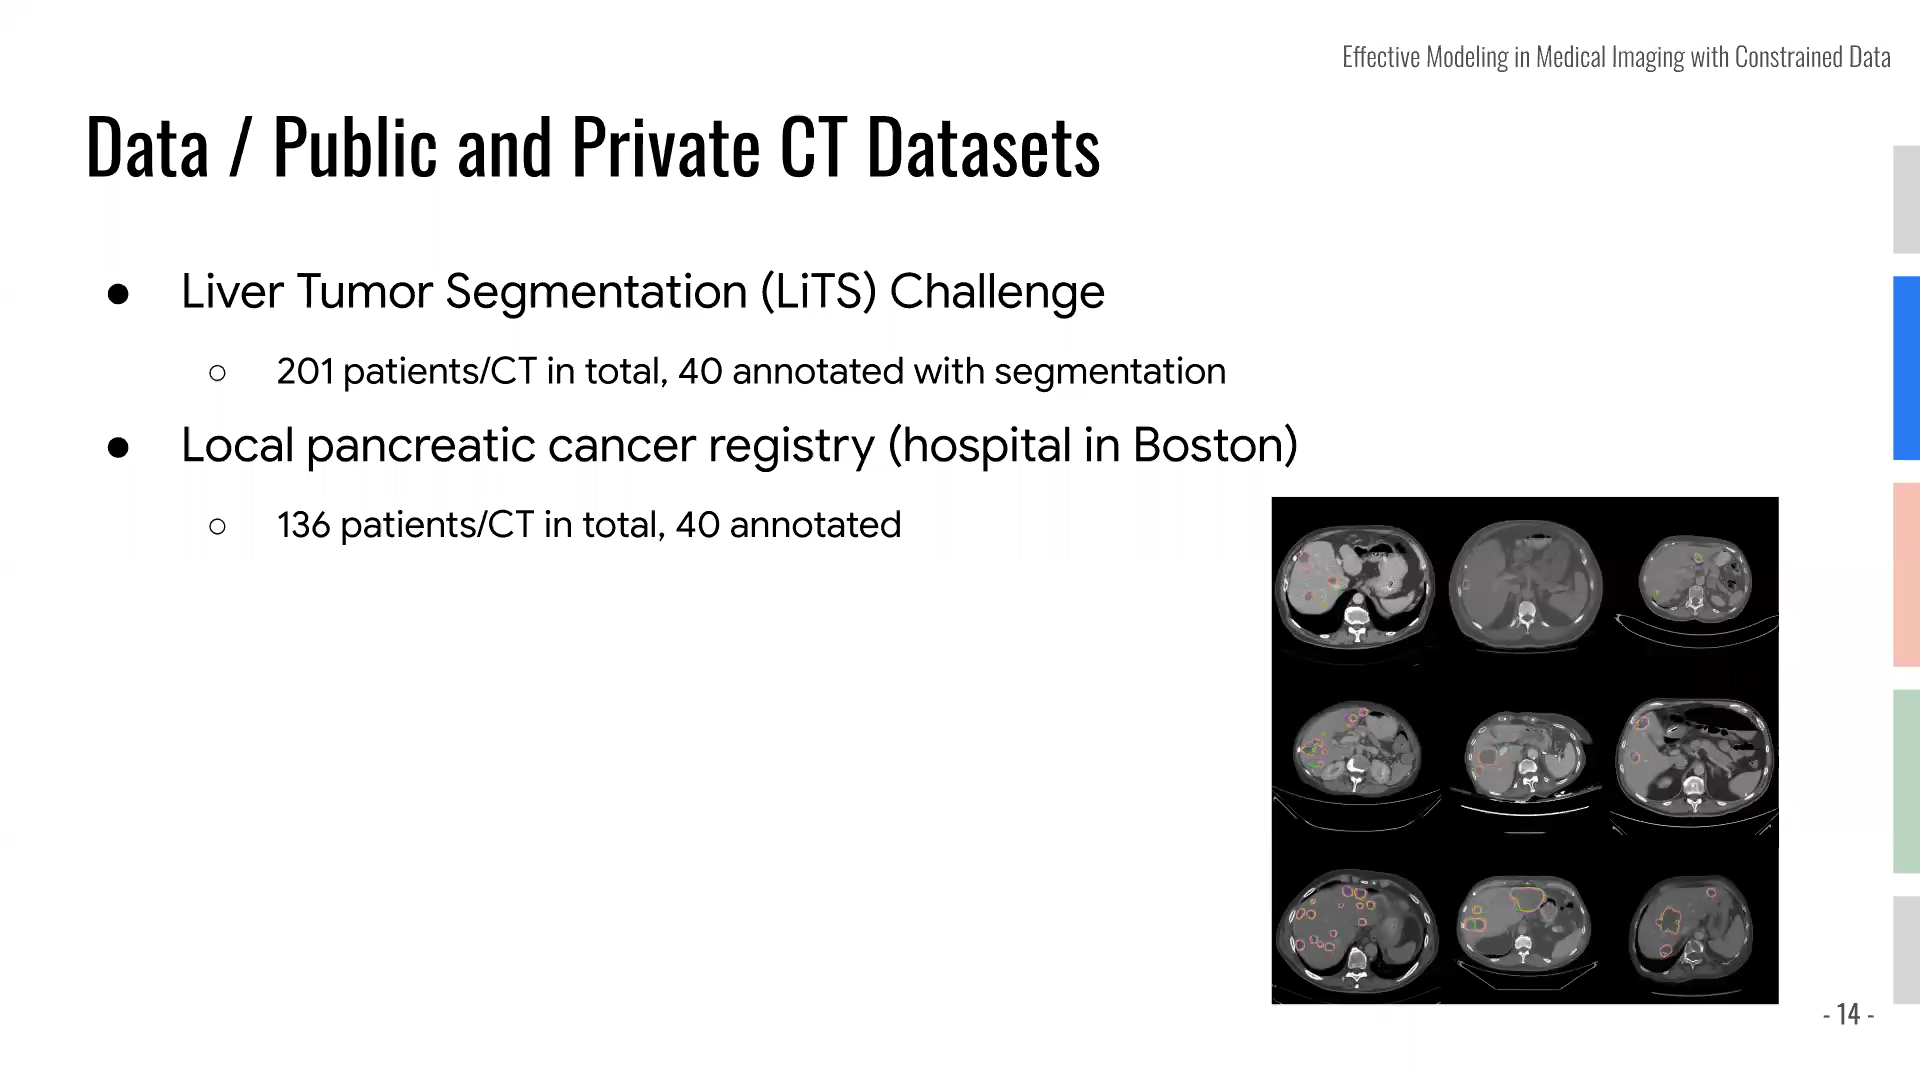 Effective Modeling in Medical Imaging with Constrained Data
Data / Public and Private CT Datasets
● Liver Tumor Segmentation (LiTS) Challenge
○ 201 patients/CT in total, 40 annotated with segmentation
● Local pancreatic cancer registry (hospital in Boston)
○ 136 patients/CT in total, 40 annotated
- 14 -